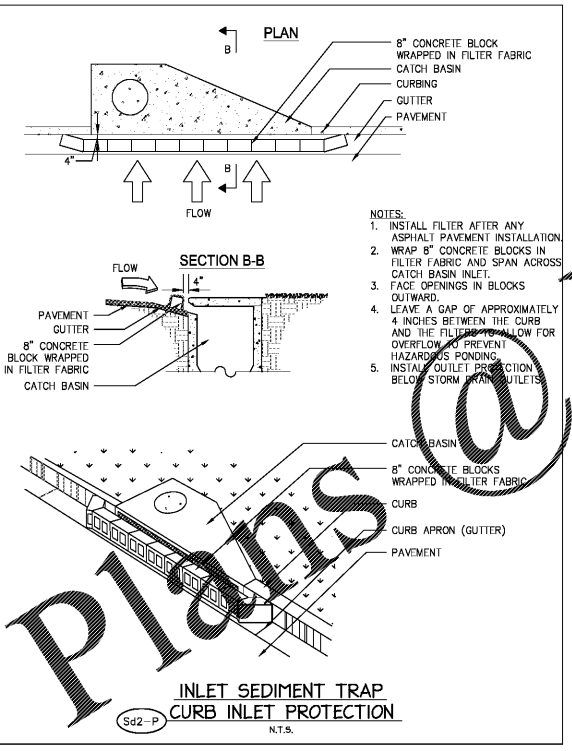 PLAN
B
8" CONCRETE BLOCK
WRAPPED IN FILTER FABRIC
CATCH BASIN
CURBING
GUTTER
PAVEMENT
4"
B
FLOW
NOTES:
1. INSTALL FILTER AFTER ANY
ASPHALT PAVEMENT INSTALLATION.
2. WRAP 8" CONCRETE BLOCKS IN
FILTER FABRIC AND SPAN ACROSS
CATCH BASIN INLET.
3. FACE OPENINGS IN BLOCKS
OUTWARD.
4. LEAVE A GAP OF APPROXIMATELY
4 INCHES BETWEEN THE CURB
AND THE FILTERS TO ALLOW FOR
OVERFLOW TO PREVENT
HAZARDOUS PONDING.
5. INSTALL OUTLET PROTECTION
BELOW STORM DRAIN OUTLETS.
SECTION B-B
FLOW
4"
PAVEMENT
GUTTER
8" CONCRETE
BLOCK WRAPPED
IN FILTER FABRIC
CATCH BASIN
CATCH BASIN
8" CONCRETE BLOCKS
WRAPPED IN FILTER FABRIC
CURB
CURB APRON (GUTTER)
PAVEMENT
Plans @
INLET SEDIMENT TRAP
Sd2-P CURB INLET PROTECTION
N.T.S.